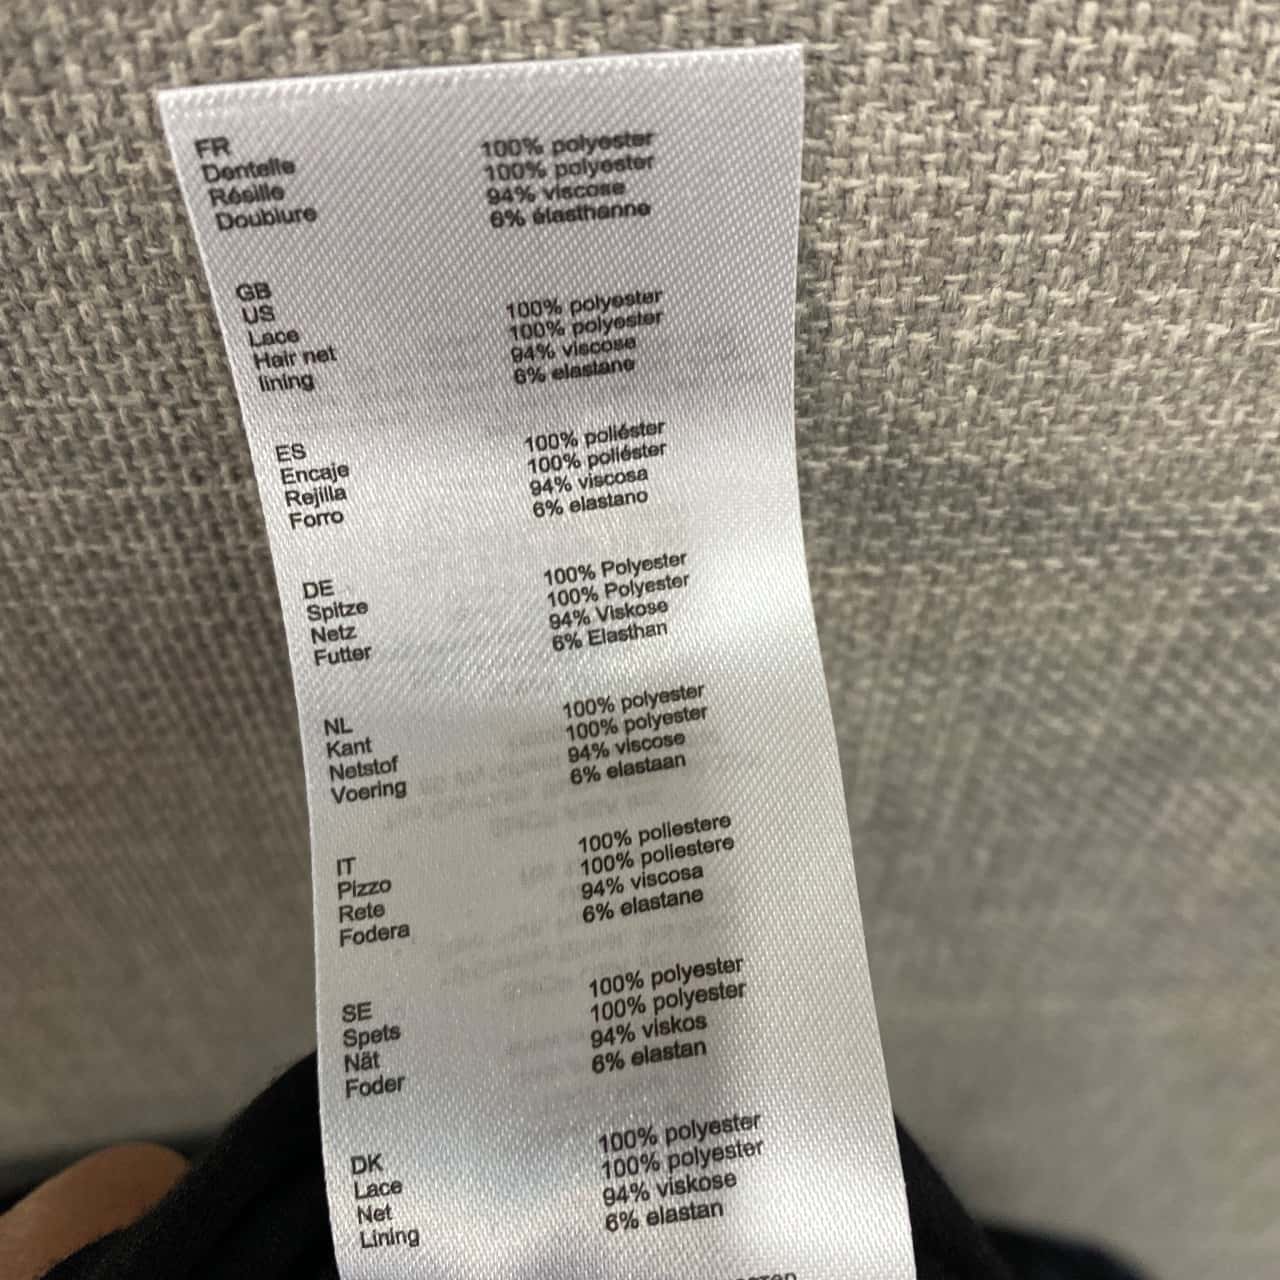 FR
Dentelle 100% polyester
Résille 100% polyester
Doublure 94% viscose
6% élasthanne
GB
US
Lace 100% polyester
Hair net 100% polyester
lining 94% viscose
6% elastane
ES
Encaje 100% poliéster
Rejilla 100% poliéster
Forro 94% viscosa
6% elastano
DE
Spitze 100% Polyester
Netz 100% Polyester
Futter 94% Viskose
6% Elasthan
NL
Kant 100% polyester
Netstof 100% polyester
Voering 94% viscose
6% elastaan
IT
Pizzo 100% poliestere
Rete 100% poliestere
Fodera 94% viscosa
6% elastane
SE
Spets 100% polyester
Nät 100% polyester
Foder 94% viskos
6% elastan
DK
Lace 100% polyester
Net 100% polyester
Lining 94% viskose
6% elastan